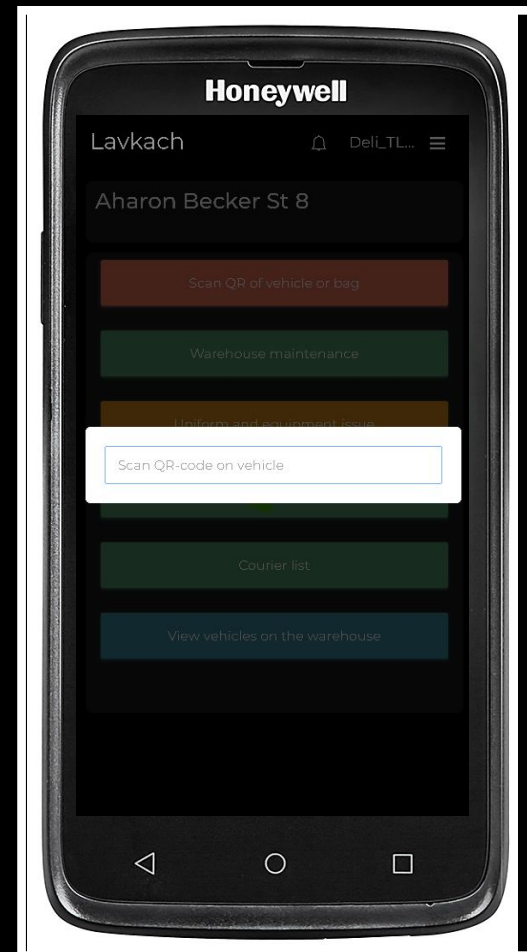 Honeywell
Lavkach Deli_TL...
Aharon Becker St 8
Scan QR of vehicle or bag
Warehouse maintenance
Uniform and equipment issue
Scan QR-code on vehicle
Courier list
View vehicles on the warehouse